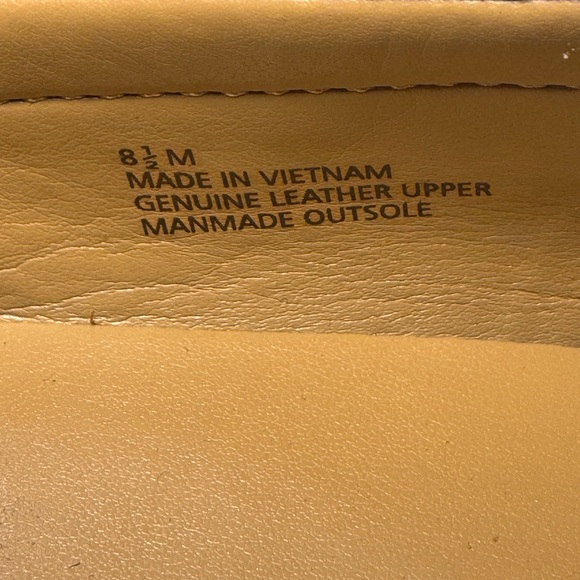 8½ M
MADE IN VIETNAM
GENUINE LEATHER UPPER
MANMADE OUTSOLE